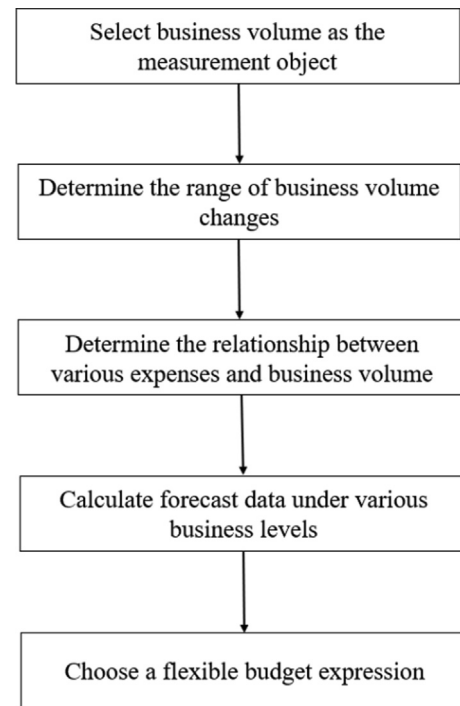 Select business volume as the
measurement object
Determine the range of business volume
changes
Determine the relationship between
various expenses and business volume
Calculate forecast data under various
business levels
Choose a flexible budget expression